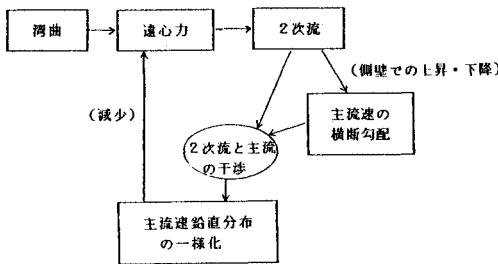 湾曲
遠心力
2次流
(側壁での上昇・下降)
(減少)
主流速の
横断勾配
2次流と主流
の干渉
主流速鉛直分布
の一様化